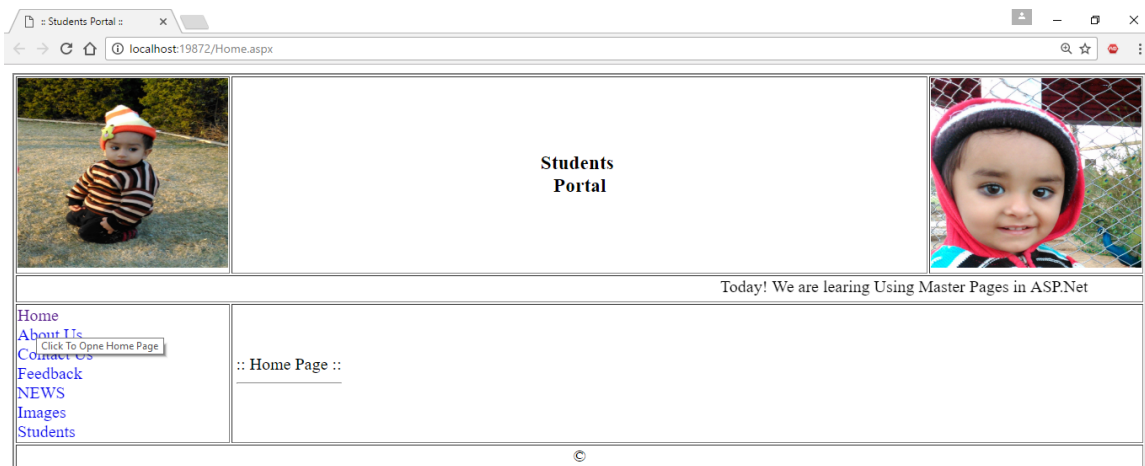 :: Students Portal ::
localhost:19872/Home.aspx
Students
Portal
Today! We are learing Using Master Pages in ASP.Net
Home
About Us
Click To Opne Home Page
Contact Us
Feedback
NEWS
Images
Students
:: Home Page ::
©